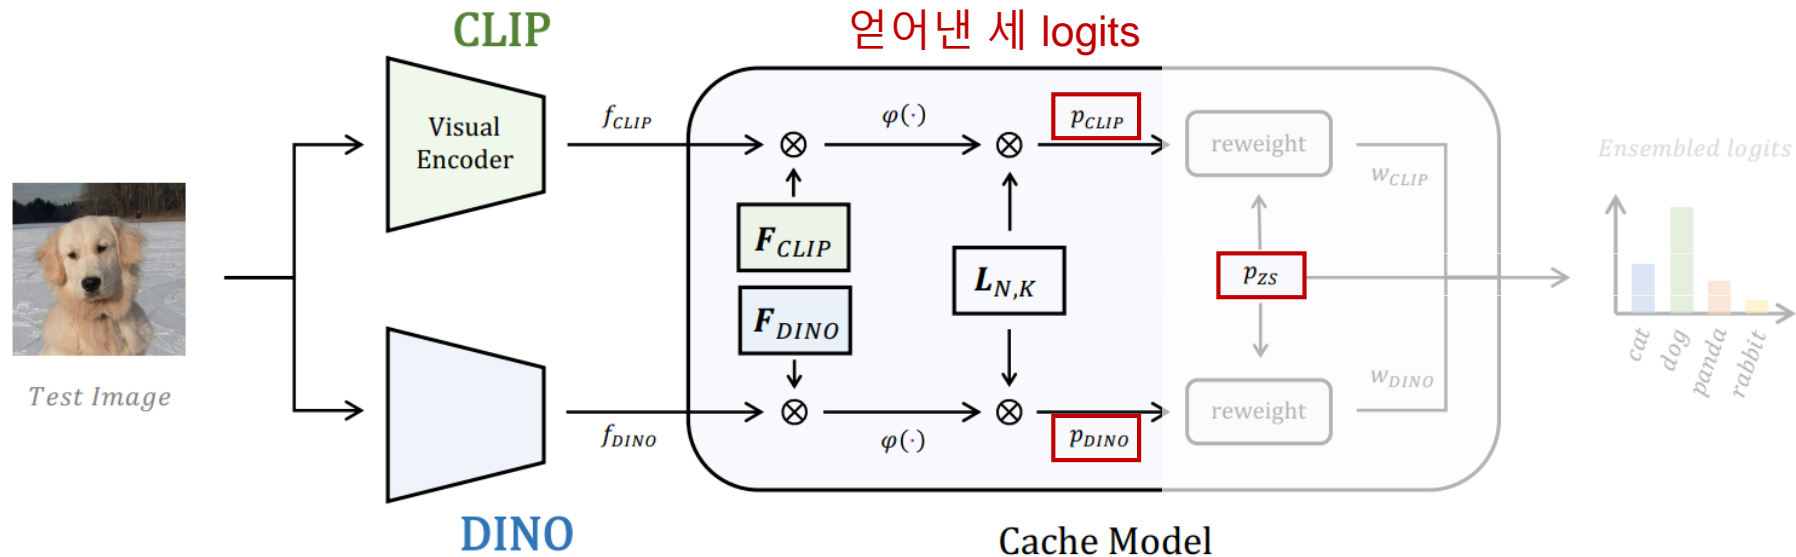 CLIP
얻어낸 세 logits
Visual
Encoder
f_CLIP
φ(·)
p_CLIP
reweight
Ensembled logits
w_CLIP
F_CLIP
L_N,K
p_ZS
F_DINO
cat
dog
panda
rabbit
Test Image
w_DINO
reweight
f_DINO
φ(·)
p_DINO
DINO
Cache Model